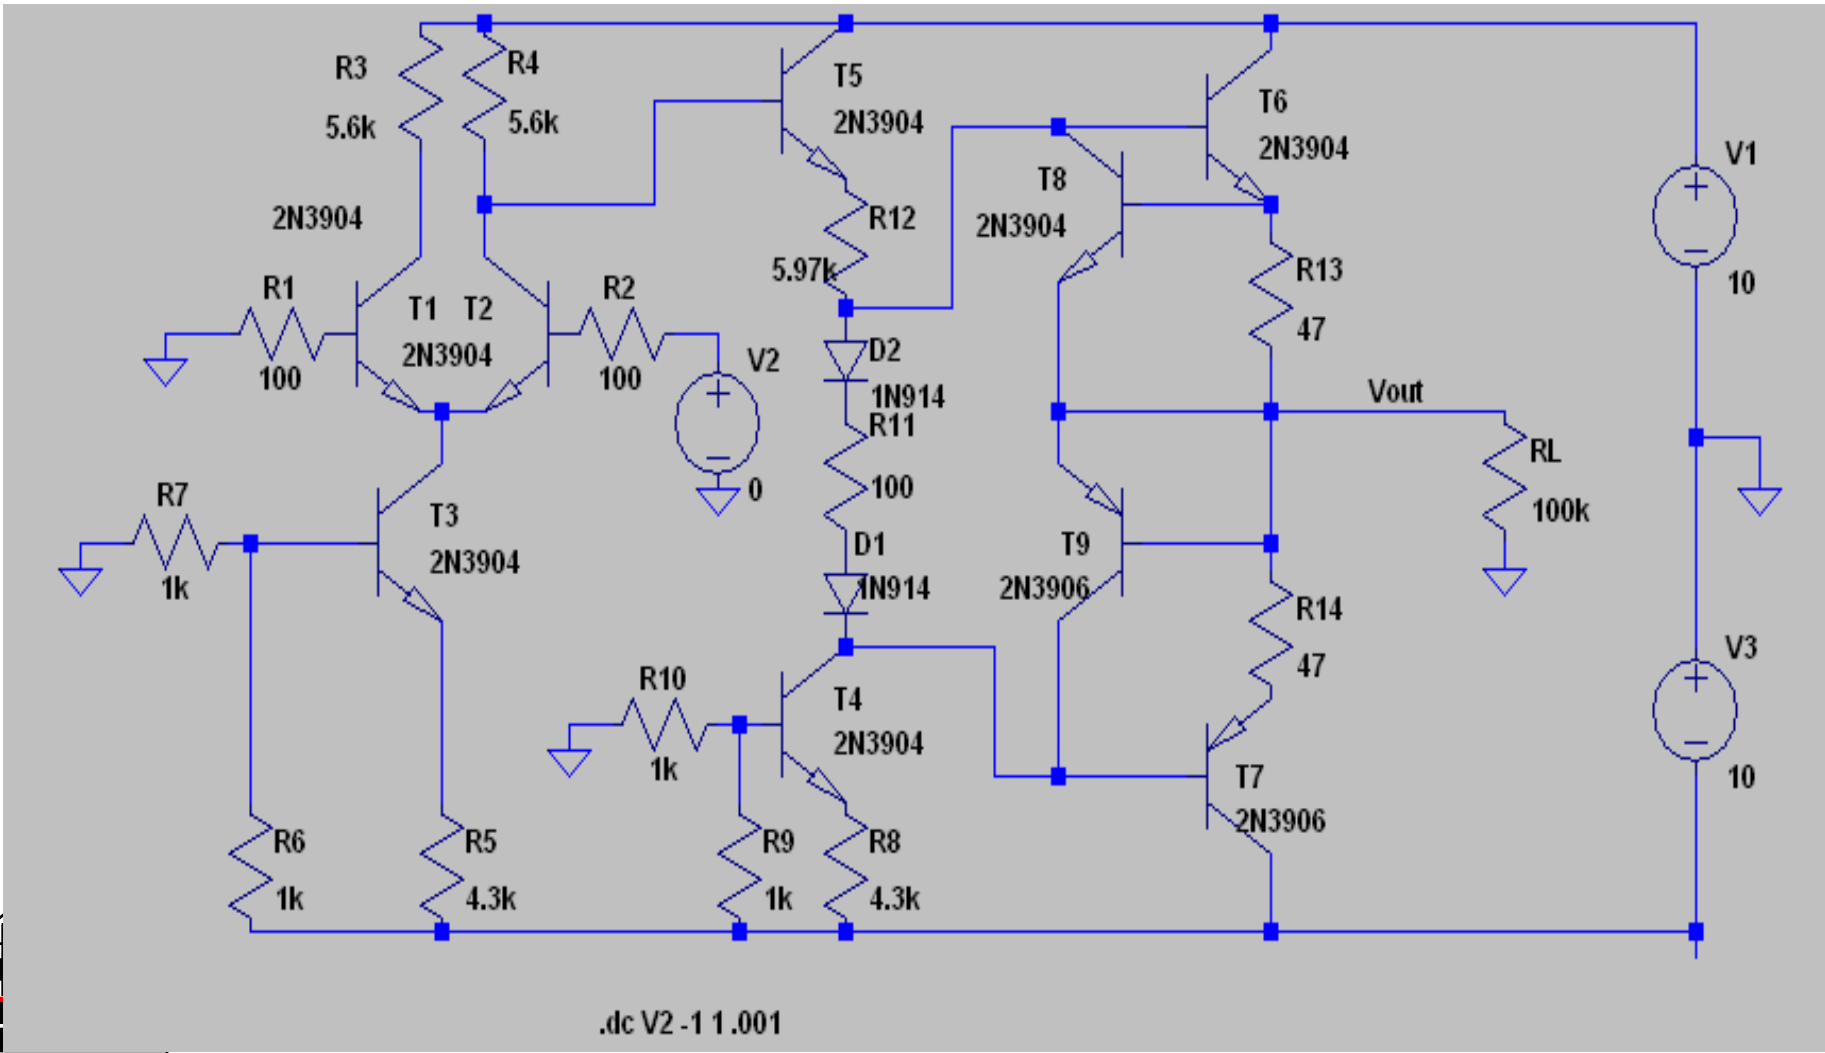 R3
5.6k
R4
5.6k
T5
2N3904
T6
2N3904
V1
10
T8
2N3904
2N3904
R12
5.97k
R13
47
R1
100
T1
T2
2N3904
R2
100
V2
0
D2
1N914
R11
100
Vout
RL
100k
R7
1k
T3
2N3904
D1
1N914
T9
2N3906
R14
47
V3
10
R10
1k
T4
2N3904
T7
2N3906
R6
1k
R5
4.3k
R9
1k
R8
4.3k
.dc V2 -1 1 .001